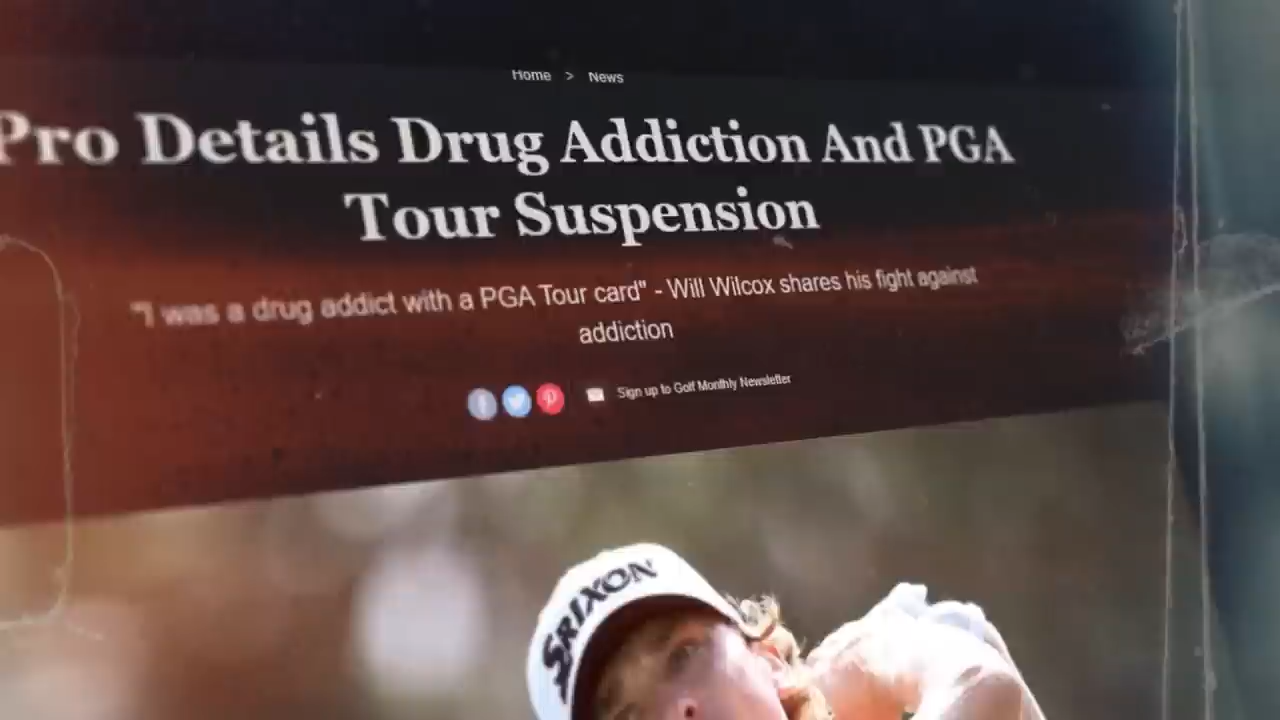 Home > News
Pro Details Drug Addiction And PGA
Tour Suspension
"I was a drug addict with a PGA Tour card" - Will Wilcox shares his fight against
addiction
Sign up to Golf Monthly Newsletter
SRIXON